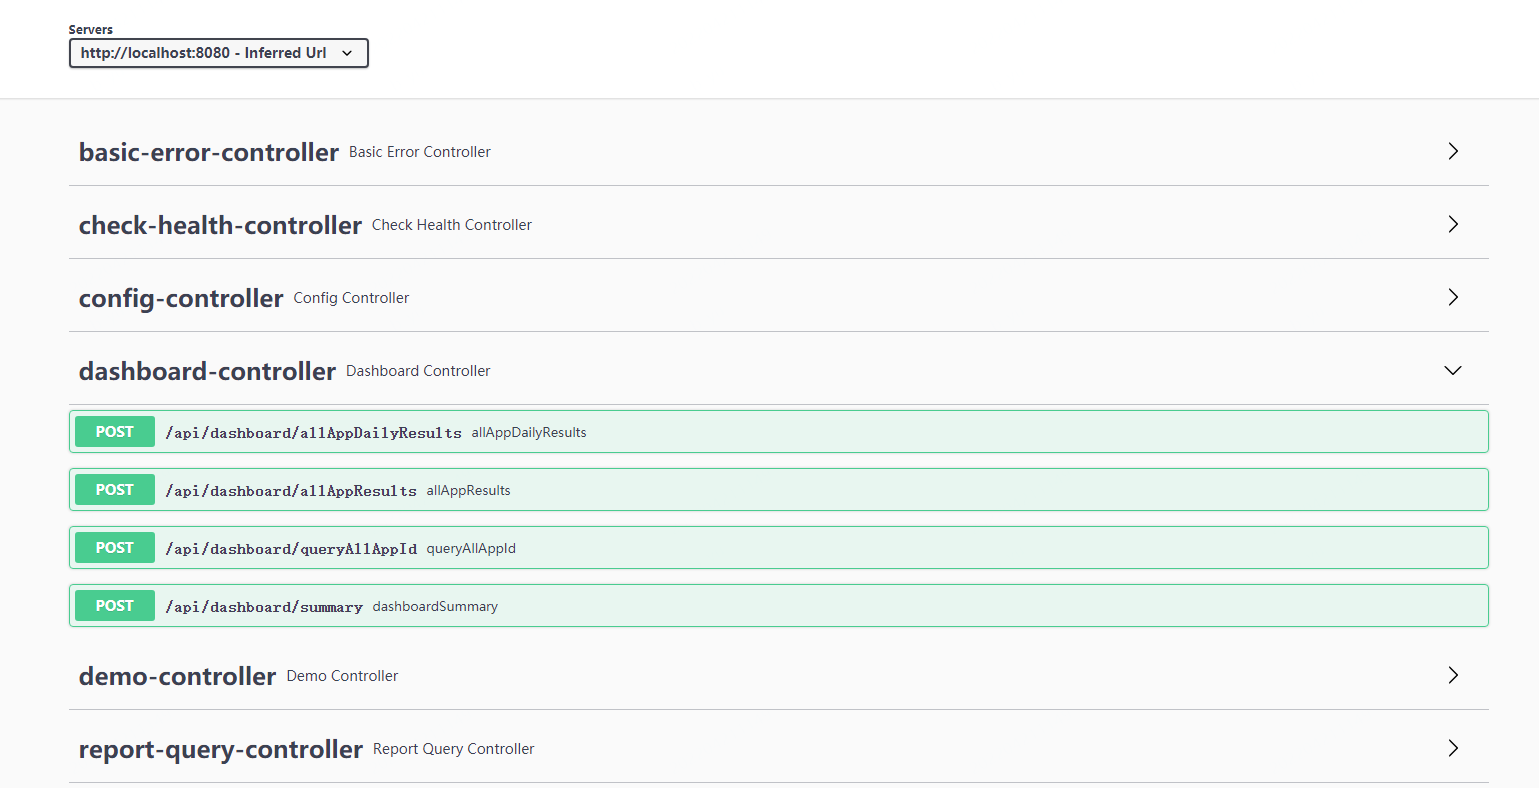 Servers
http://localhost:8080 - Inferred Url
basic-error-controller Basic Error Controller
check-health-controller Check Health Controller
config-controller Config Controller
dashboard-controller Dashboard Controller
POST /api/dashboard/allAppDailyResults allAppDailyResults
POST /api/dashboard/allAppResults allAppResults
POST /api/dashboard/queryAllAppId queryAllAppId
POST /api/dashboard/summary dashboardSummary
demo-controller Demo Controller
report-query-controller Report Query Controller